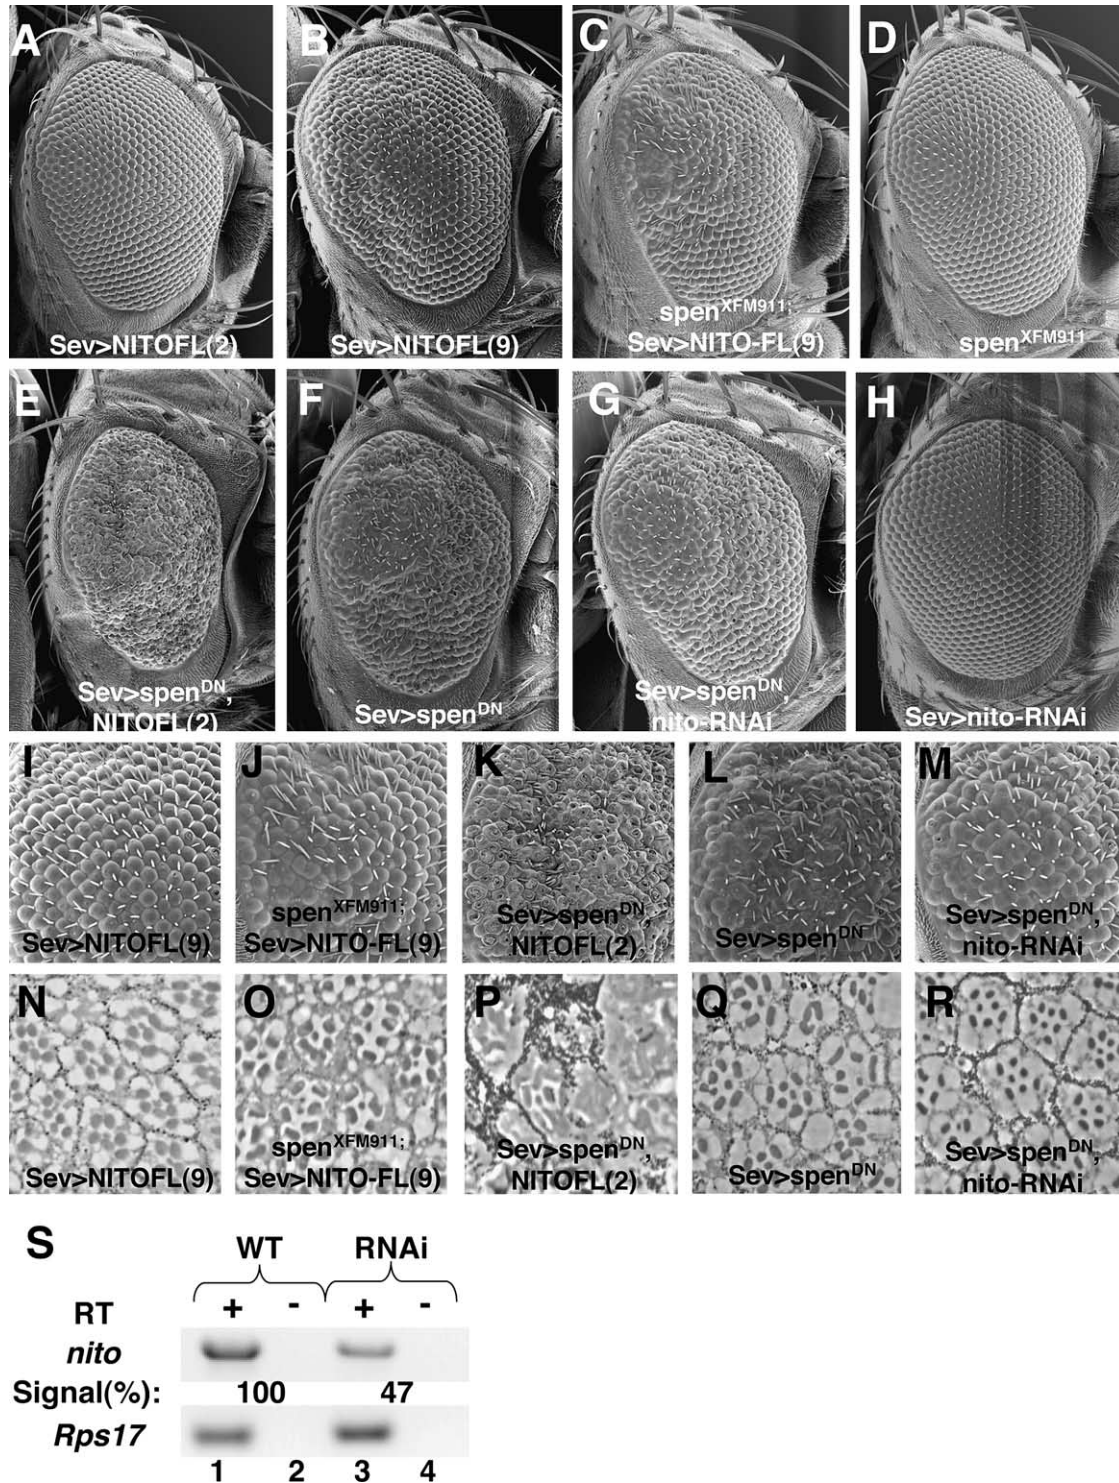 A B C D
Sev>NITOFL(2)
Sev>NITOFL(9)
spenXFM911;
Sev>NITO-FL(9)
spenXFM911
E F G H
Sev>spenDN,
NITOFL(2)
Sev>spenDN
Sev>spenDN,
nito-RNAi
Sev>nito-RNAi
I J K L M
Sev>NITOFL(9)
spenXFM911;
Sev>NITO-FL(9)
Sev>spenDN,
NITOFL(2)
Sev>spenDN
Sev>spenDN,
nito-RNAi
N O P Q R
Sev>NITOFL(9)
spenXFM911;
Sev>NITO-FL(9)
Sev>spenDN,
NITOFL(2)
Sev>spenDN
Sev>spenDN,
nito-RNAi
S
WT RNAi
RT + - + -
nito
Signal(%): 100 47
Rps17
1 2 3 4